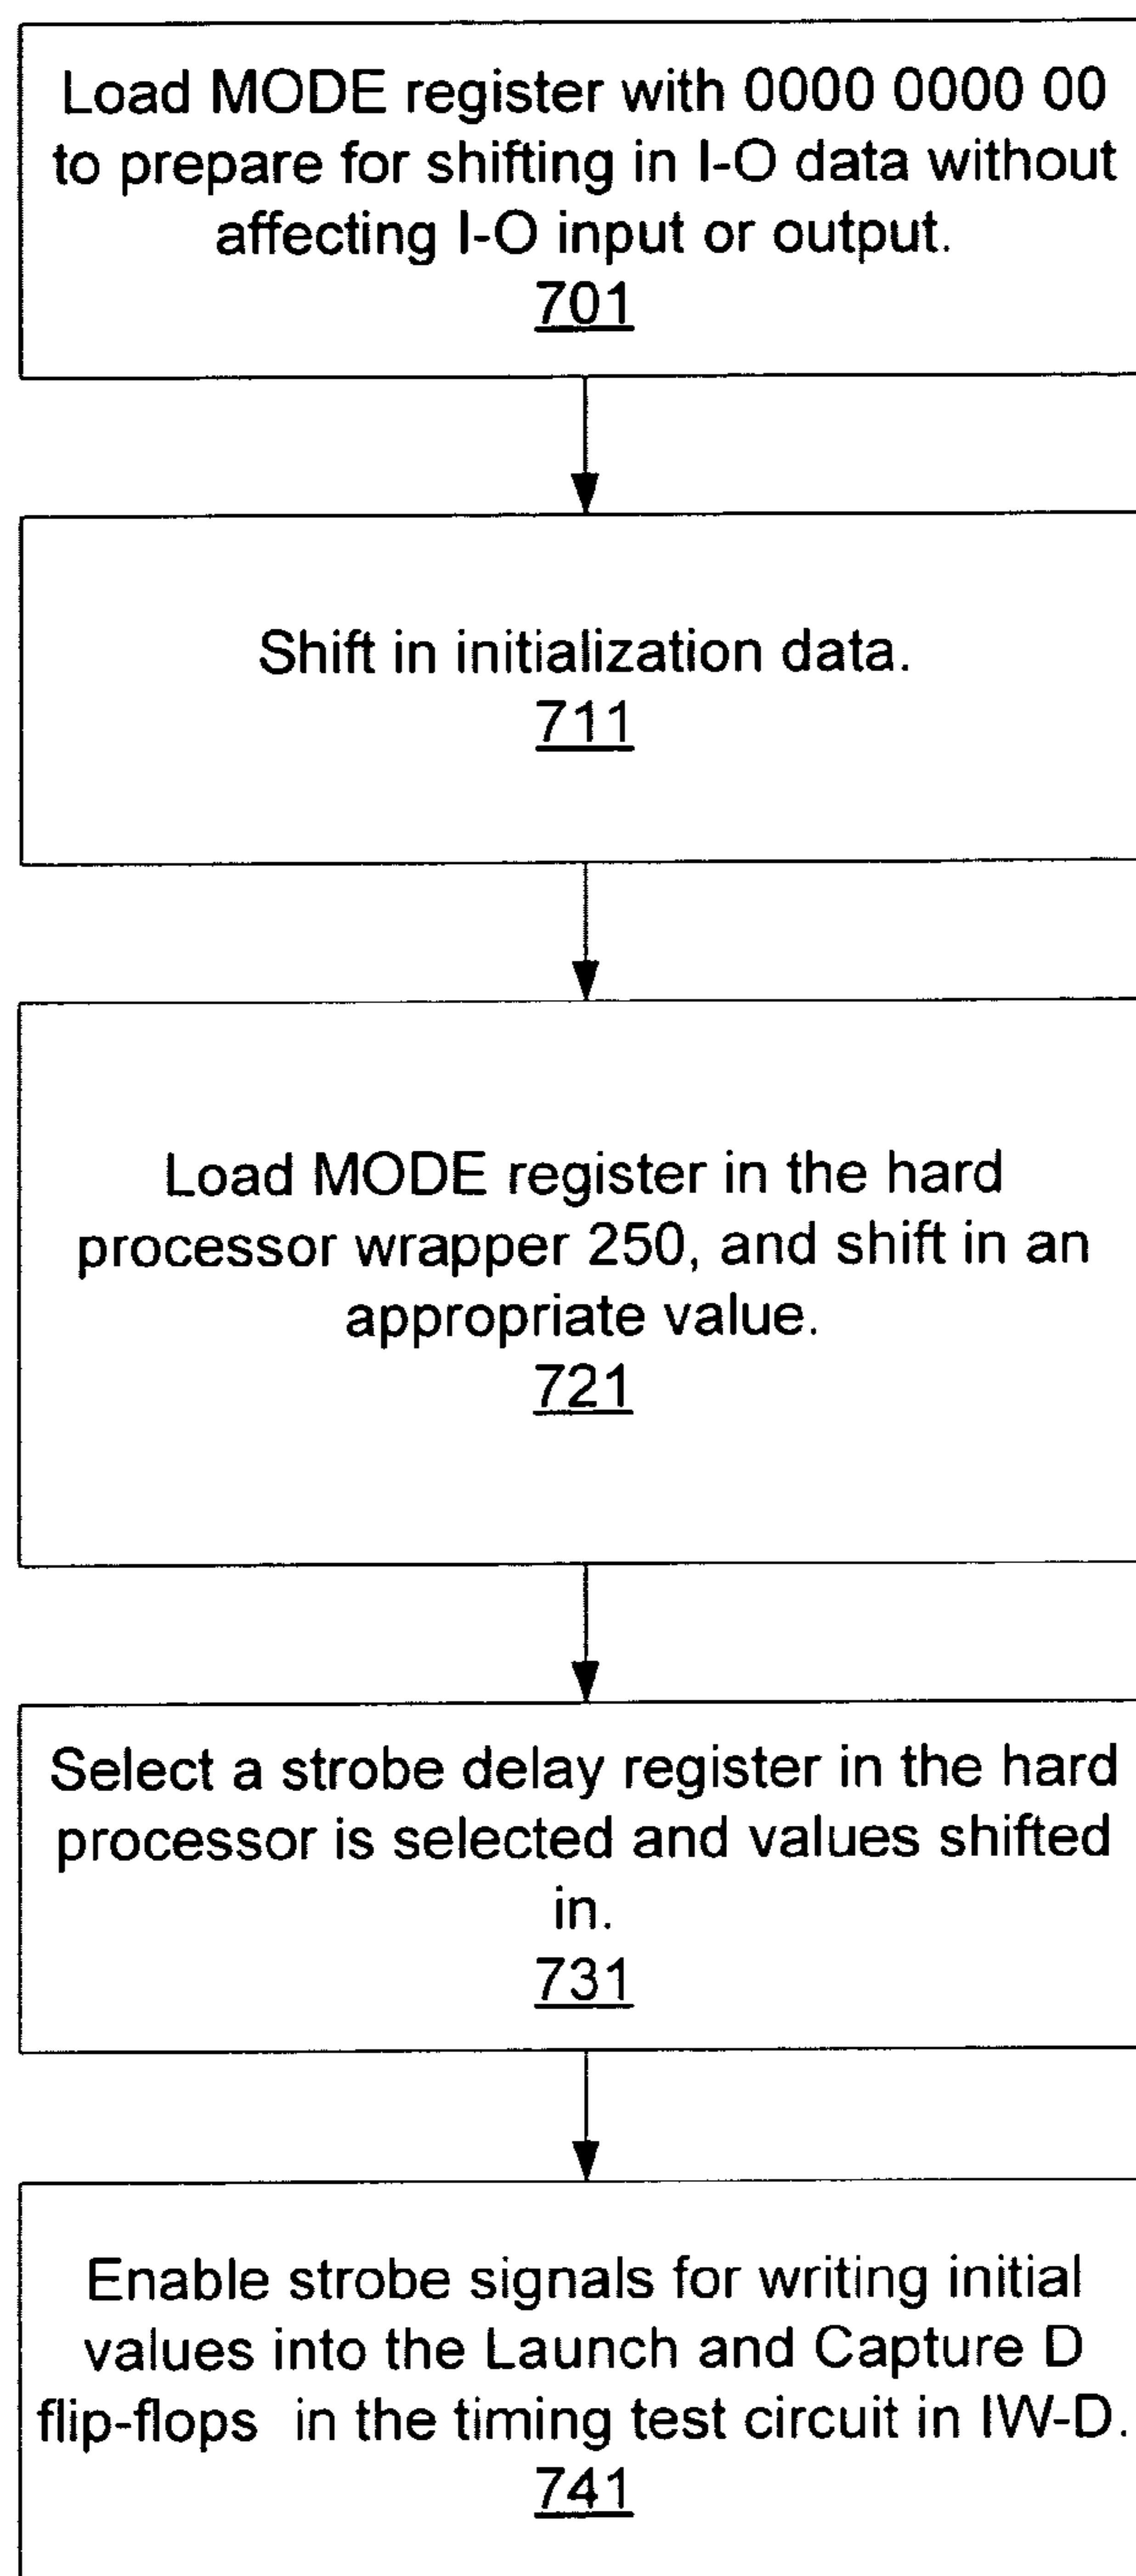 Load MODE register with 0000 0000 00
to prepare for shifting in I-O data without
affecting I-O input or output.
701
Shift in initialization data.
711
Load MODE register in the hard
processor wrapper 250, and shift in an
appropriate value.
721
Select a strobe delay register in the hard
processor is selected and values shifted
in.
731
Enable strobe signals for writing initial
values into the Launch and Capture D
flip-flops in the timing test circuit in IW-D.
741